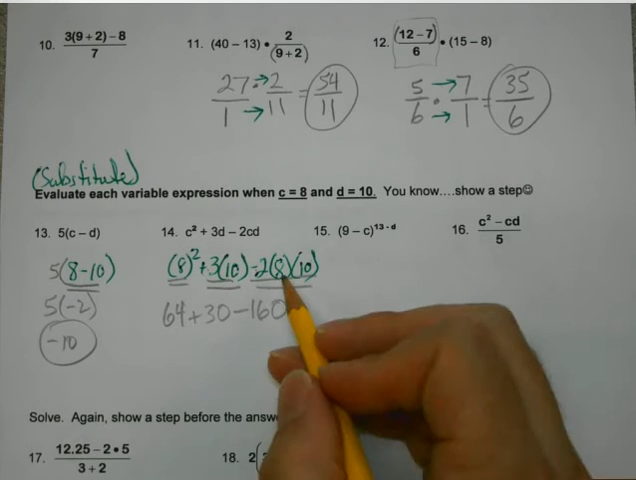 10. 3(9 + 2) – 8 / 7
11. (40 – 13) • 2 / (9 + 2)
12. (12 – 7) / 6 • (15 – 8)
27/1 • 2/11 = 54/11
5/6 • 7/1 = 35/6
(Substitute)
Evaluate each variable expression when c = 8 and d = 10. You know....show a step☺
13. 5(c – d)
14. c² + 3d – 2cd
15. (9 – c)¹³⁻ᵈ
16. c² – cd / 5
5(8-10)
(8)² + 3(10) - 2(8)(10)
5(-2)
64 + 30 - 160
-10
Solve. Again, show a step before the answ
17. 12.25 – 2 • 5 / 3 + 2
18. 2(